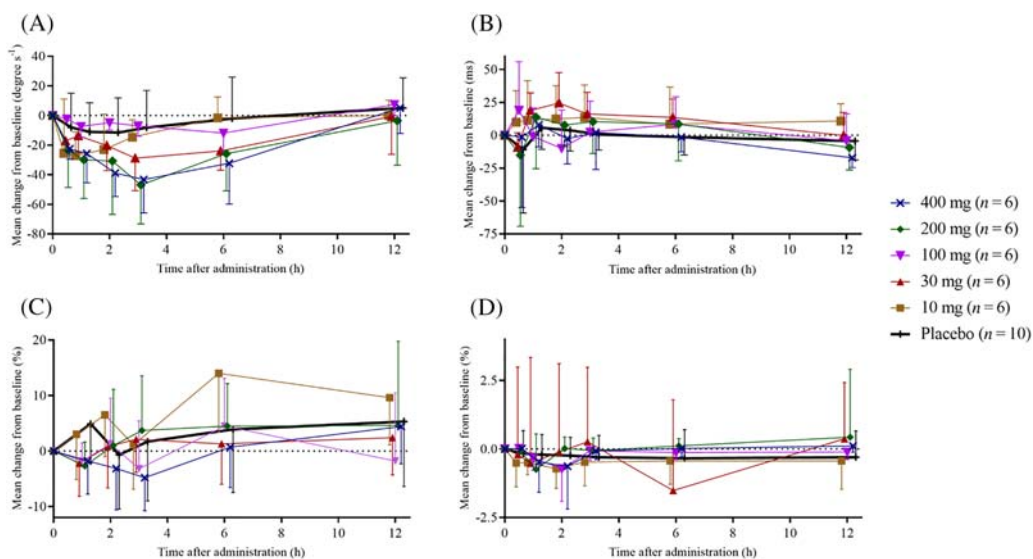 (A)
Mean change from baseline (degree s⁻¹)
40
20
0
-20
-40
-60
-80
0
2
4
6
8
10
12
Time after administration (h)
(B)
Mean change from baseline (ms)
75
50
25
0
-25
-50
-75
0
2
4
6
8
10
12
Time after administration (h)
(C)
Mean change from baseline (%)
20
10
0
-10
0
2
4
6
8
10
12
Time after administration (h)
(D)
Mean change from baseline (%)
2.5
0.0
-2.5
0
2
4
6
8
10
12
Time after administration (h)
400 mg (n = 6)
200 mg (n = 6)
100 mg (n = 6)
30 mg (n = 6)
10 mg (n = 6)
Placebo (n = 10)